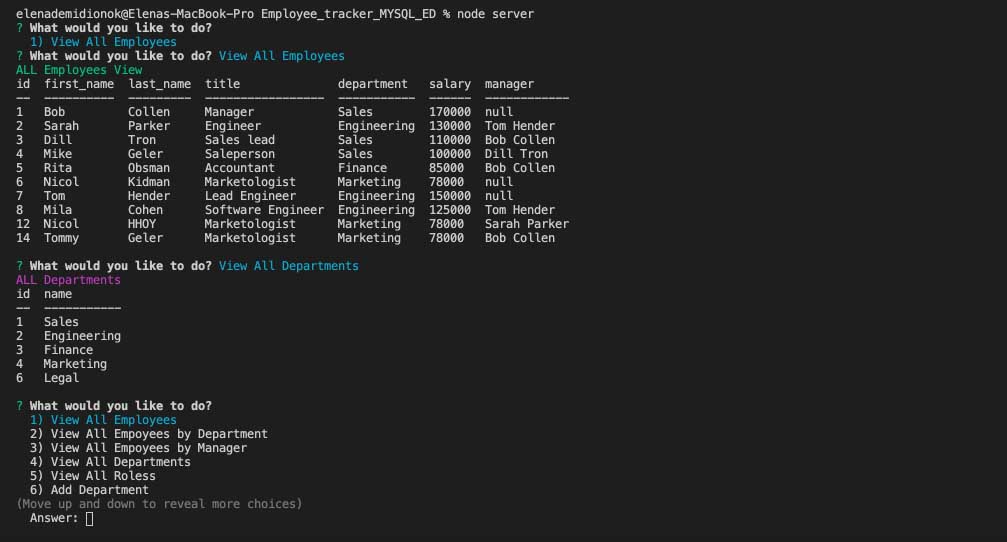 elenademidionok@Elenas-MacBook-Pro Employee_tracker_MYSQL_ED % node server
? What would you like to do?
1) View All Employees
? What would you like to do? View All Employees
ALL Employees View
id first_name last_name title department salary manager
-- ---------- --------- ----------------- ----------- ------ ------------
1 Bob Collen Manager Sales 170000 null
2 Sarah Parker Engineer Engineering 130000 Tom Hender
3 Dill Tron Sales lead Sales 110000 Bob Collen
4 Mike Geler Saleperson Sales 100000 Dill Tron
5 Rita Obsman Accountant Finance 85000 Bob Collen
6 Nicol Kidman Marketologist Marketing 78000 null
7 Tom Hender Lead Engineer Engineering 150000 null
8 Mila Cohen Software Engineer Engineering 125000 Tom Hender
12 Nicol HHOY Marketologist Marketing 78000 Sarah Parker
14 Tommy Geler Marketologist Marketing 78000 Bob Collen
? What would you like to do? View All Departments
ALL Departments
id name
-- -----------
1 Sales
2 Engineering
3 Finance
4 Marketing
6 Legal
? What would you like to do?
1) View All Employees
2) View All Empoyees by Department
3) View All Empoyees by Manager
4) View All Departments
5) View All Roless
6) Add Department
(Move up and down to reveal more choices)
Answer: